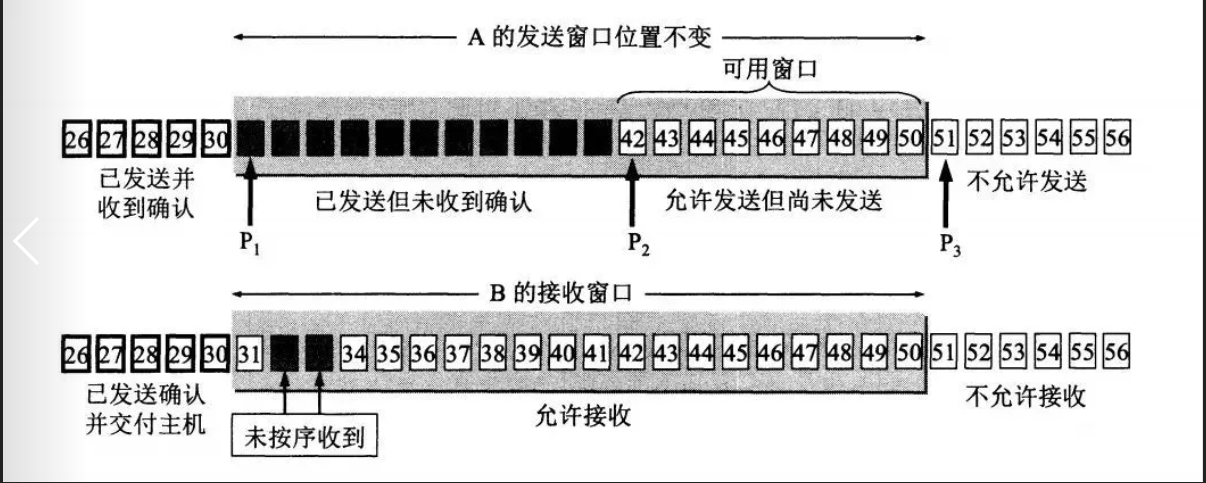 A 的发送窗口位置不变
可用窗口
26 27 28 29 30 42 43 44 45 46 47 48 49 50 51 52 53 54 55 56
已发送并
收到确认
已发送但未收到确认
允许发送但尚未发送
不允许发送
P₁ P₂ P₃
B 的接收窗口
26 27 28 29 30 31 34 35 36 37 38 39 40 41 42 43 44 45 46 47 48 49 50 51 52 53 54 55 56
已发送确认
并交付主机
未按序收到
允许接收
不允许接收